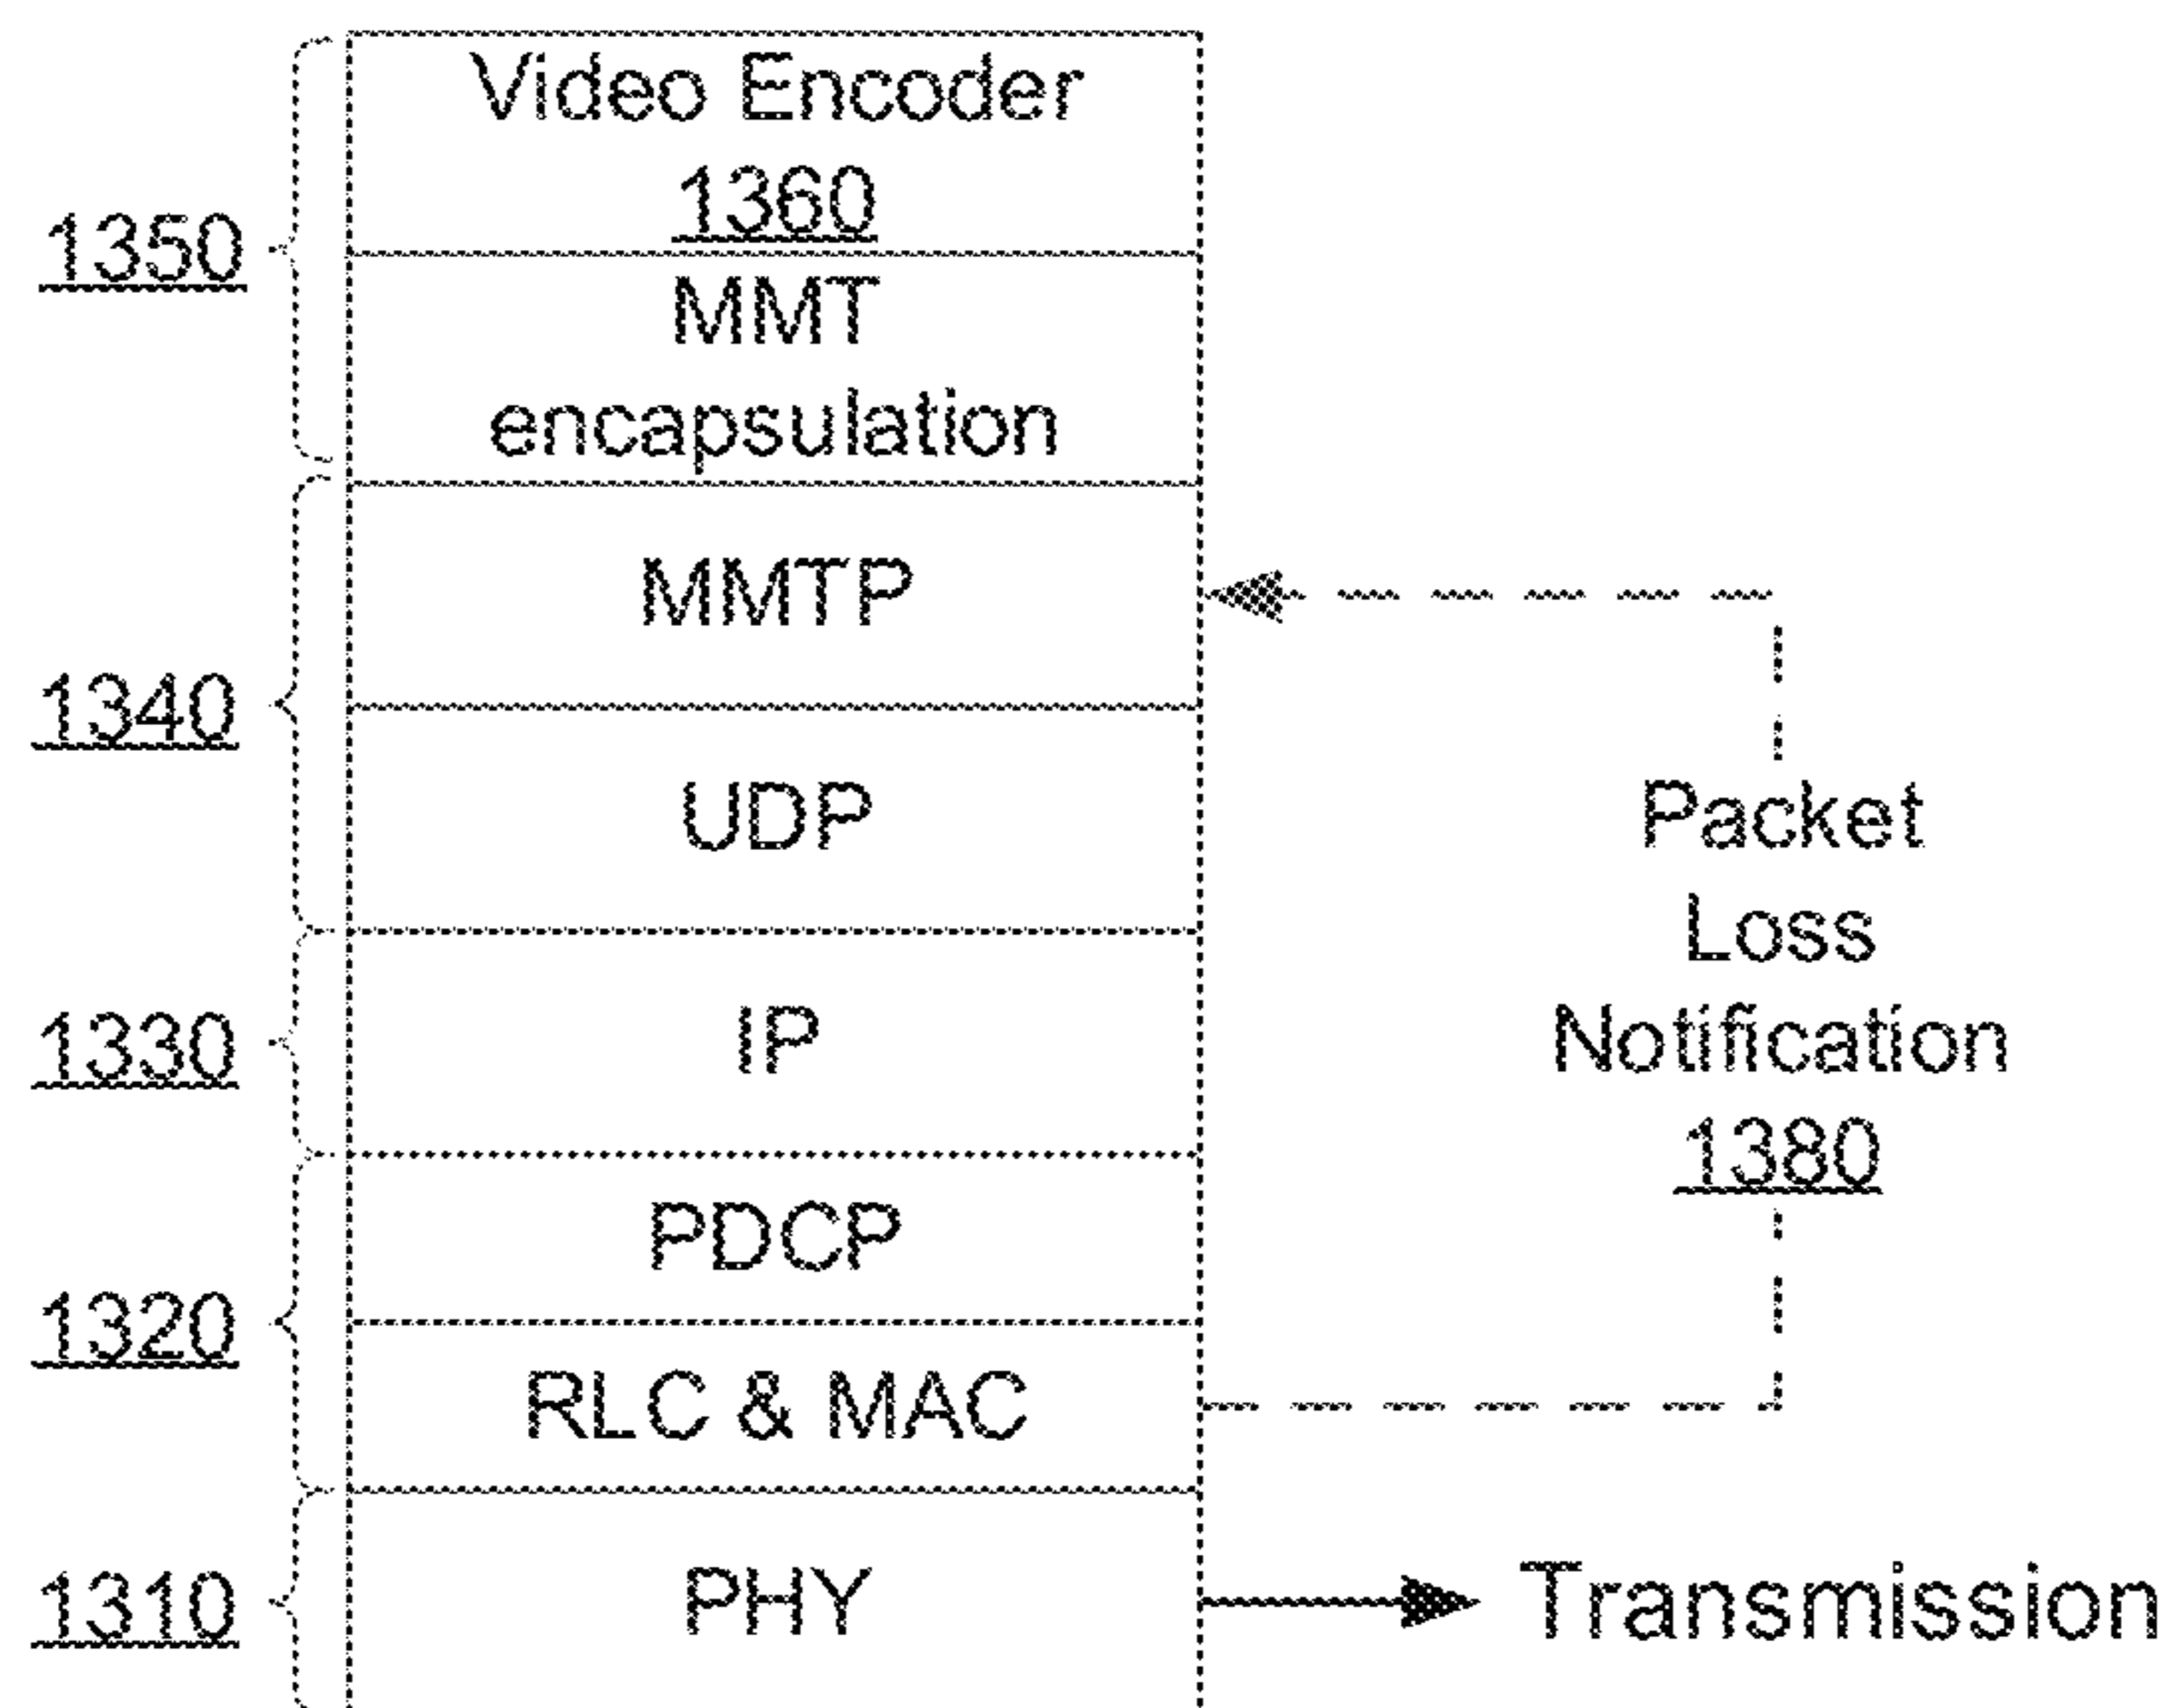 Video Encoder
1360
1350
MMT
encapsulation
MMTP
1340
UDP
Packet
Loss
Notification
1380
IP
1330
PDCP
1320
RLC & MAC
1310
PHY
Transmission